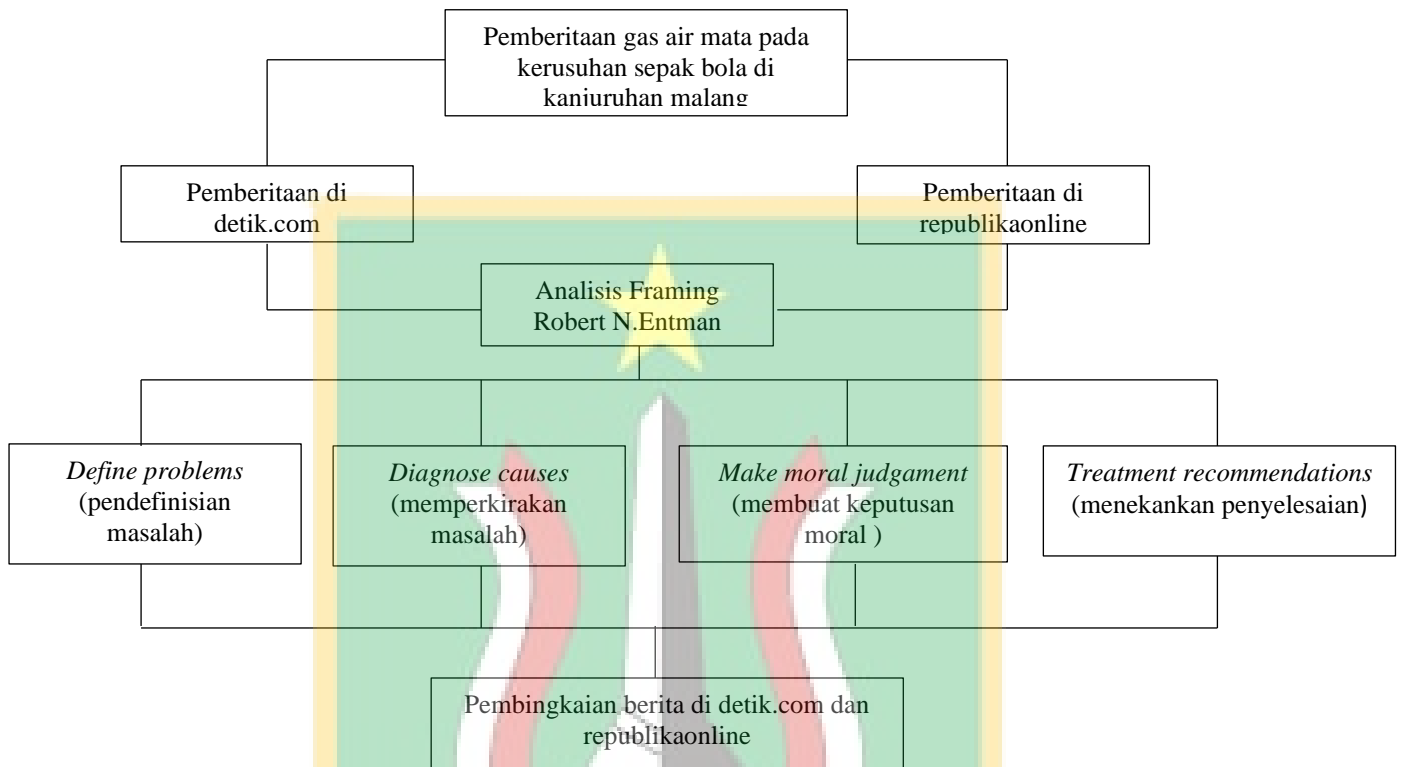 Pemberitaan gas air mata pada
kerusuhan sepak bola di
kanjuruhan malang
Pemberitaan di
detik.com
Pemberitaan di
republikaonline
Analisis Framing
Robert N.Entman
Define problems
(pendefinisian
masalah)
Diagnose causes
(memperkirakan
masalah)
Make moral judgament
(membuat keputusan
moral )
Treatment recommendations
(menekankan penyelesaian)
Pembingkaian berita di detik.com dan
republikaonline